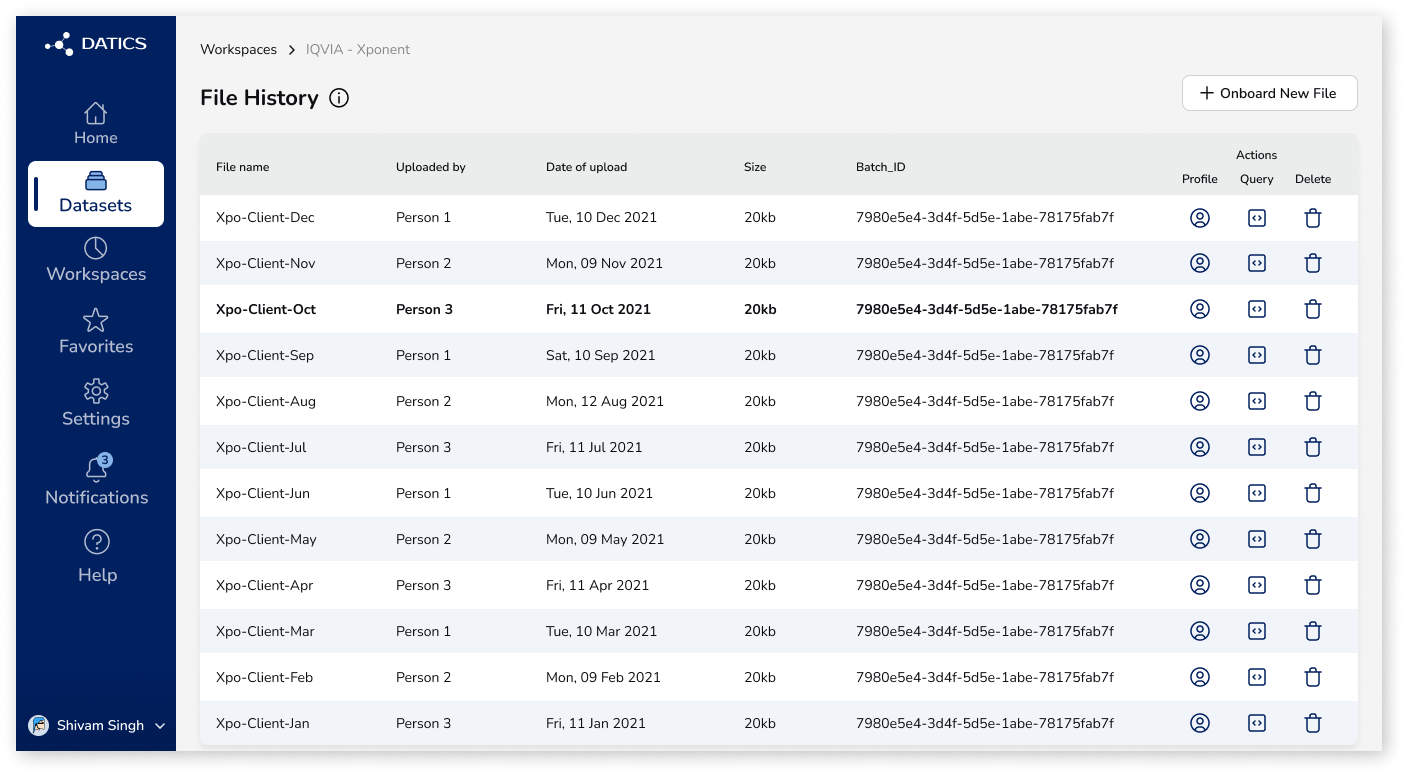 DATICS
Home
Datasets
Workspaces
Favorites
Settings
3
Notifications
Help
Shivam Singh
Workspaces > IQVIA - Xponent
File History
+ Onboard New File
File name Uploaded by Date of upload Size Batch_ID Actions
Profile Query Delete
Xpo-Client-Dec Person 1 Tue, 10 Dec 2021 20kb 7980e5e4-3d4f-5d5e-1abe-78175fab7f
Xpo-Client-Nov Person 2 Mon, 09 Nov 2021 20kb 7980e5e4-3d4f-5d5e-1abe-78175fab7f
Xpo-Client-Oct Person 3 Fri, 11 Oct 2021 20kb 7980e5e4-3d4f-5d5e-1abe-78175fab7f
Xpo-Client-Sep Person 1 Sat, 10 Sep 2021 20kb 7980e5e4-3d4f-5d5e-1abe-78175fab7f
Xpo-Client-Aug Person 2 Mon, 12 Aug 2021 20kb 7980e5e4-3d4f-5d5e-1abe-78175fab7f
Xpo-Client-Jul Person 3 Fri, 11 Jul 2021 20kb 7980e5e4-3d4f-5d5e-1abe-78175fab7f
Xpo-Client-Jun Person 1 Tue, 10 Jun 2021 20kb 7980e5e4-3d4f-5d5e-1abe-78175fab7f
Xpo-Client-May Person 2 Mon, 09 May 2021 20kb 7980e5e4-3d4f-5d5e-1abe-78175fab7f
Xpo-Client-Apr Person 3 Fri, 11 Apr 2021 20kb 7980e5e4-3d4f-5d5e-1abe-78175fab7f
Xpo-Client-Mar Person 1 Tue, 10 Mar 2021 20kb 7980e5e4-3d4f-5d5e-1abe-78175fab7f
Xpo-Client-Feb Person 2 Mon, 09 Feb 2021 20kb 7980e5e4-3d4f-5d5e-1abe-78175fab7f
Xpo-Client-Jan Person 3 Fri, 11 Jan 2021 20kb 7980e5e4-3d4f-5d5e-1abe-78175fab7f